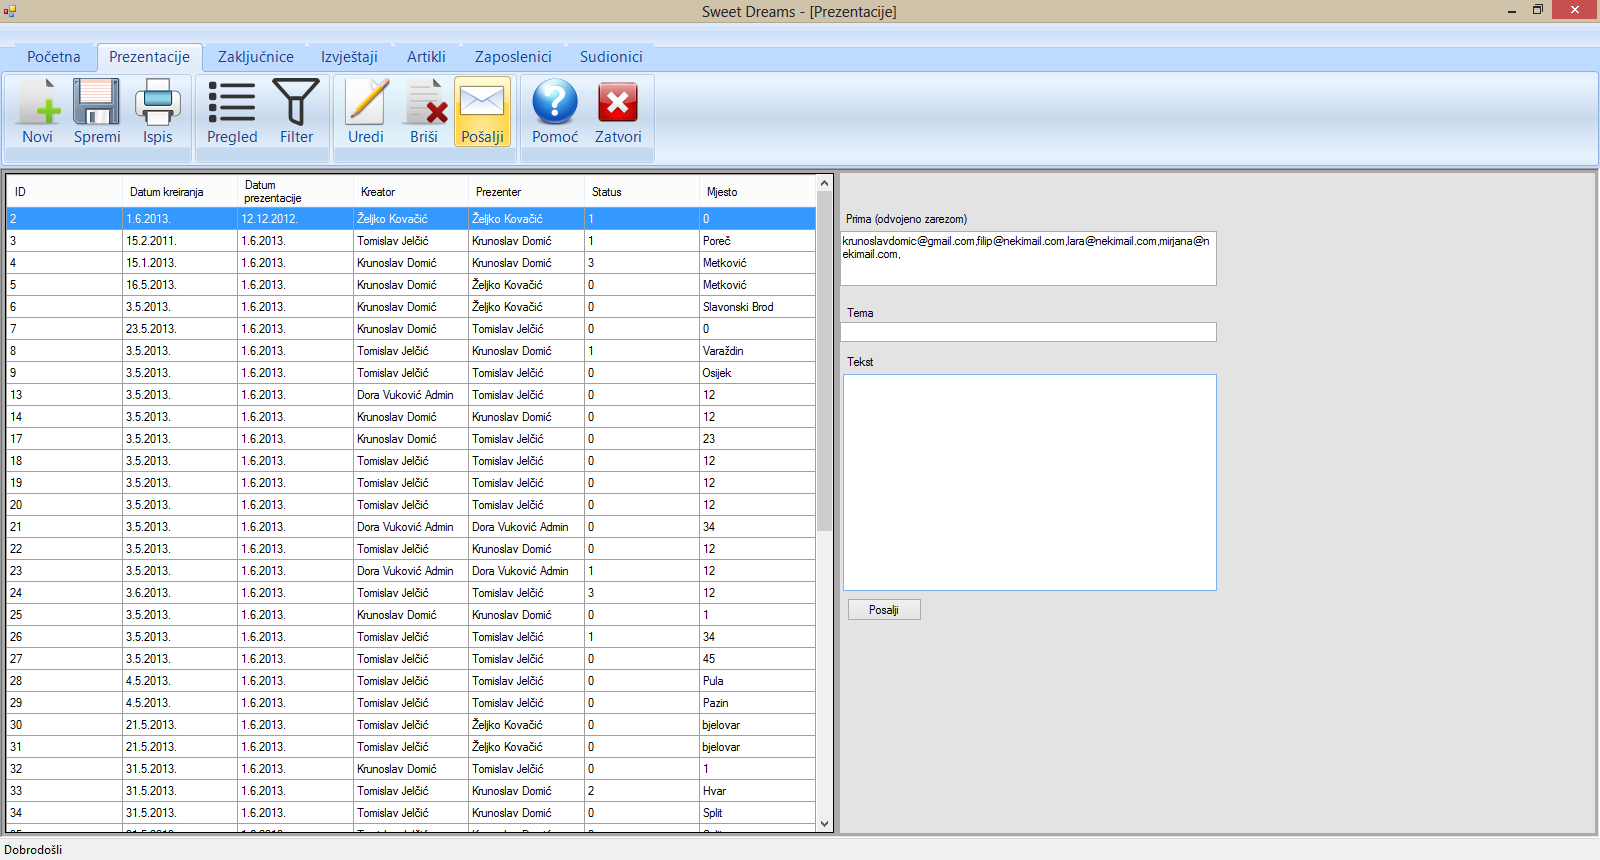 Sweet Dreams - [Prezentacije]
Početna Prezentacije Zaključnice Izvještaji Artikli Zaposlenici Sudionici
Novi Spremi Ispis Pregled Filter Uredi Briši Pošalji Pomoć Zatvori
ID Datum kreiranja Datum prezentacije Kreator Prezenter Status Mjesto
2 1.6.2013. 12.12.2012. Željko Kovačić Željko Kovačić 1 0
3 15.2.2011. 1.6.2013. Tomislav Jelčić Krunoslav Domić 1 Poreč
4 15.1.2013. 1.6.2013. Krunoslav Domić Krunoslav Domić 3 Metković
5 16.5.2013. 1.6.2013. Krunoslav Domić Željko Kovačić 0 Metković
6 3.5.2013. 1.6.2013. Krunoslav Domić Željko Kovačić 0 Slavonski Brod
7 23.5.2013. 1.6.2013. Krunoslav Domić Tomislav Jelčić 0 0
8 3.5.2013. 1.6.2013. Tomislav Jelčić Krunoslav Domić 1 Varaždin
9 3.5.2013. 1.6.2013. Tomislav Jelčić Tomislav Jelčić 0 Osijek
13 3.5.2013. 1.6.2013. Dora Vuković Admin Tomislav Jelčić 0 12
14 3.5.2013. 1.6.2013. Krunoslav Domić Krunoslav Domić 0 12
17 3.5.2013. 1.6.2013. Krunoslav Domić Tomislav Jelčić 0 23
18 3.5.2013. 1.6.2013. Tomislav Jelčić Tomislav Jelčić 0 12
19 3.5.2013. 1.6.2013. Tomislav Jelčić Tomislav Jelčić 0 12
20 3.5.2013. 1.6.2013. Tomislav Jelčić Tomislav Jelčić 0 12
21 3.5.2013. 1.6.2013. Dora Vuković Admin Dora Vuković Admin 0 34
22 3.5.2013. 1.6.2013. Tomislav Jelčić Krunoslav Domić 0 12
23 3.5.2013. 1.6.2013. Dora Vuković Admin Dora Vuković Admin 1 12
24 3.6.2013. 1.6.2013. Tomislav Jelčić Tomislav Jelčić 3 12
25 3.5.2013. 1.6.2013. Krunoslav Domić Krunoslav Domić 0 1
26 3.5.2013. 1.6.2013. Tomislav Jelčić Tomislav Jelčić 1 34
27 3.5.2013. 1.6.2013. Tomislav Jelčić Tomislav Jelčić 0 45
28 4.5.2013. 1.6.2013. Tomislav Jelčić Tomislav Jelčić 0 Pula
29 4.5.2013. 1.6.2013. Tomislav Jelčić Tomislav Jelčić 0 Pazin
30 21.5.2013. 1.6.2013. Tomislav Jelčić Željko Kovačić 0 bjelovar
31 21.5.2013. 1.6.2013. Tomislav Jelčić Željko Kovačić 0 bjelovar
32 31.5.2013. 1.6.2013. Krunoslav Domić Tomislav Jelčić 0 1
33 31.5.2013. 1.6.2013. Tomislav Jelčić Krunoslav Domić 2 Hvar
34 31.5.2013. 1.6.2013. Tomislav Jelčić Krunoslav Domić 0 Split
Prima (odvojeno zarezom)
krunoslavdomic@gmail.com,filip@nekimail.com,lara@nekimail.com,mirjana@n
ekimail.com,
Tema
Tekst
Posalji
Dobrodošli